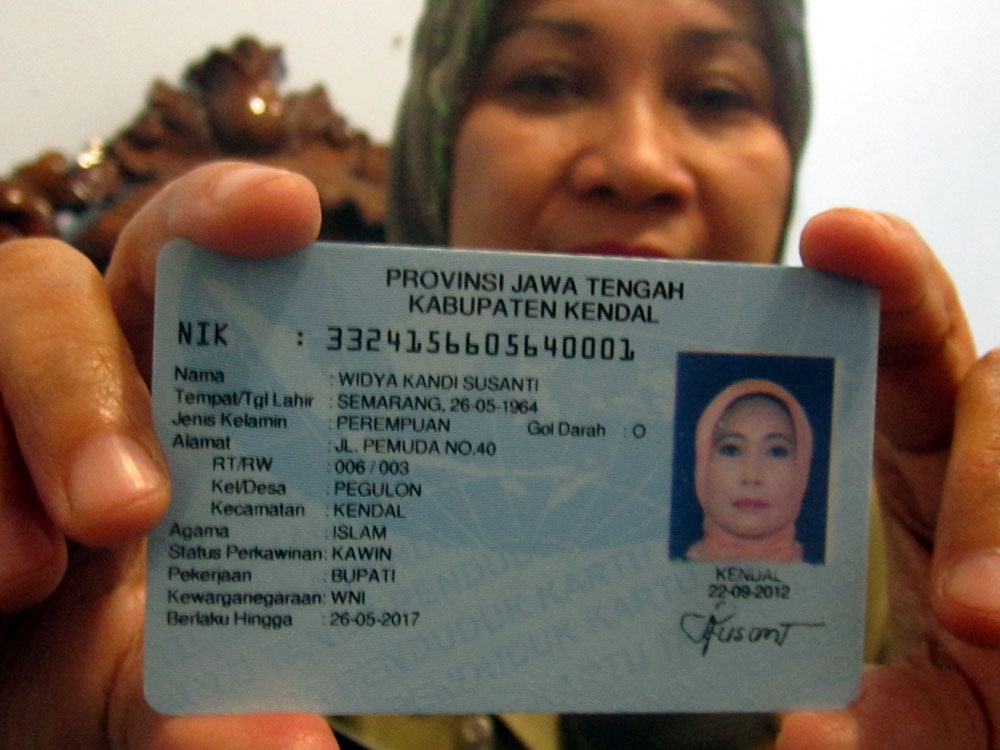 PROVINSI JAWA TENGAH
KABUPATEN KENDAL
NIK : 3324156605640001
Nama : WIDYA KANDI SUSANTI
Tempat/Tgl Lahir : SEMARANG, 26-05-1964
Jenis Kelamin : PEREMPUAN Gol Darah : O
Alamat : JL. PEMUDA NO.40
RT/RW : 006 / 003
Kel/Desa : PEGULON
Kecamatan : KENDAL
Agama : ISLAM
Status Perkawinan: KAWIN
Pekerjaan : BUPATI
Kewarganegaraan: WNI
Berlaku Hingga : 26-05-2017
KENDAL
22-09-2012